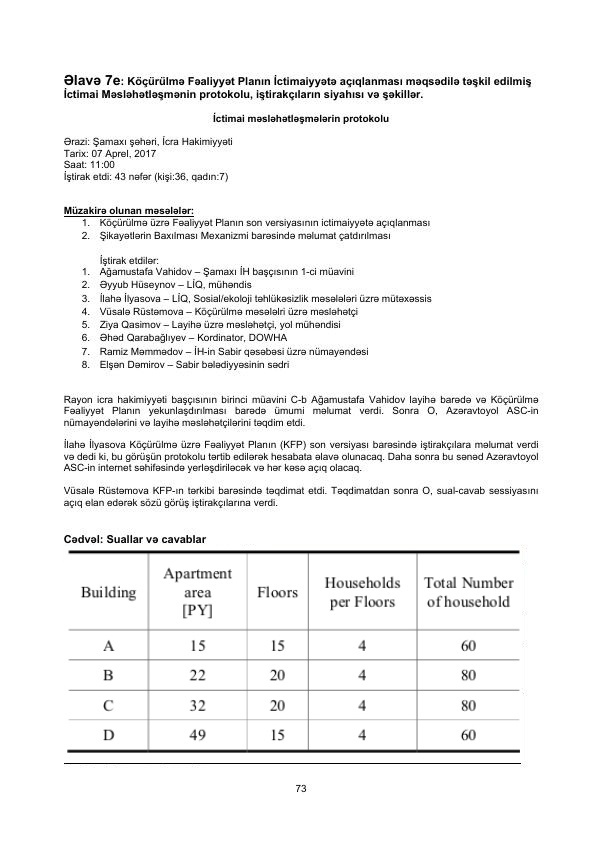 Əlavə 7e: Köçürülmə Fəaliyyət Planın İctimaiyyətə açıqlanması məqsədilə təşkil edilmiş
İctimai Məsləhətləşmənin protokolu, iştirakçıların siyahısı və şəkillər.
İctimai məsləhətləşmələrin protokolu
Ərazi: Şamaxı şəhəri, İcra Hakimiyyəti
Tarix: 07 Aprel, 2017
Saat: 11:00
İştirak etdi: 43 nəfər (kişi:36, qadın:7)
Müzakirə olunan məsələlər:
1. Köçürülmə üzrə Fəaliyyət Planın son versiyasının ictimaiyyətə açıqlanması
2. Şikayətlərin Baxılması Mexanizmi barəsində məlumat çatdırılması
İştirak etdilər:
1. Ağamustafa Vahidov – Şamaxı İH başçısının 1-ci müavini
2. Əyyub Hüseynov – LİQ, mühəndis
3. İlahə İlyasova – LİQ, Sosial/ekoloji təhlükəsizlik məsələləri üzrə mütəxəssis
4. Vüsalə Rüstəmova – Köçürülmə məsələlri üzrə məsləhətçi
5. Ziya Qasimov – Layihə üzrə məsləhətçi, yol mühəndisi
6. Əhəd Qarabağlıyev – Kordinator, DOWHA
7. Ramiz Məmmədov – İH-in Sabir qəsəbəsi üzrə nümayəndəsi
8. Elşən Dəmirov – Sabir bələdiyyəsinin sədri
Rayon icra hakimiyyəti başçısının birinci müavini C-b Ağamustafa Vahidov layihə barədə və Köçürülmə
Fəaliyyət Planın yekunlaşdırılması barədə ümumi məlumat verdi. Sonra O, Azəravtoyol ASC-in
nümayəndələrini və layihə məsləhətçilərini təqdim etdi.
İlahə İlyasova Köçürülmə üzrə Fəaliyyət Planın (KFP) son versiyası barəsində iştirakçılara məlumat verdi
və dedi ki, bu görüşün protokolu tərtib edilərək hesabata əlavə olunacaq. Daha sonra bu sənəd Azəravtoyol
ASC-in internet səhifəsində yerləşdiriləcək və hər kəsə açıq olacaq.
Vüsalə Rüstəmova KFP-ın tərkibi barəsində təqdimat etdi. Təqdimatdan sonra O, sual-cavab sessiyasını
açıq elan edərək sözü görüş iştirakçılarına verdi.
Cədvəl: Suallar və cavablar
Building Apartment area [PY] Floors Households per Floors Total Number of household
A 15 15 4 60
B 22 20 4 80
C 32 20 4 80
D 49 15 4 60
73